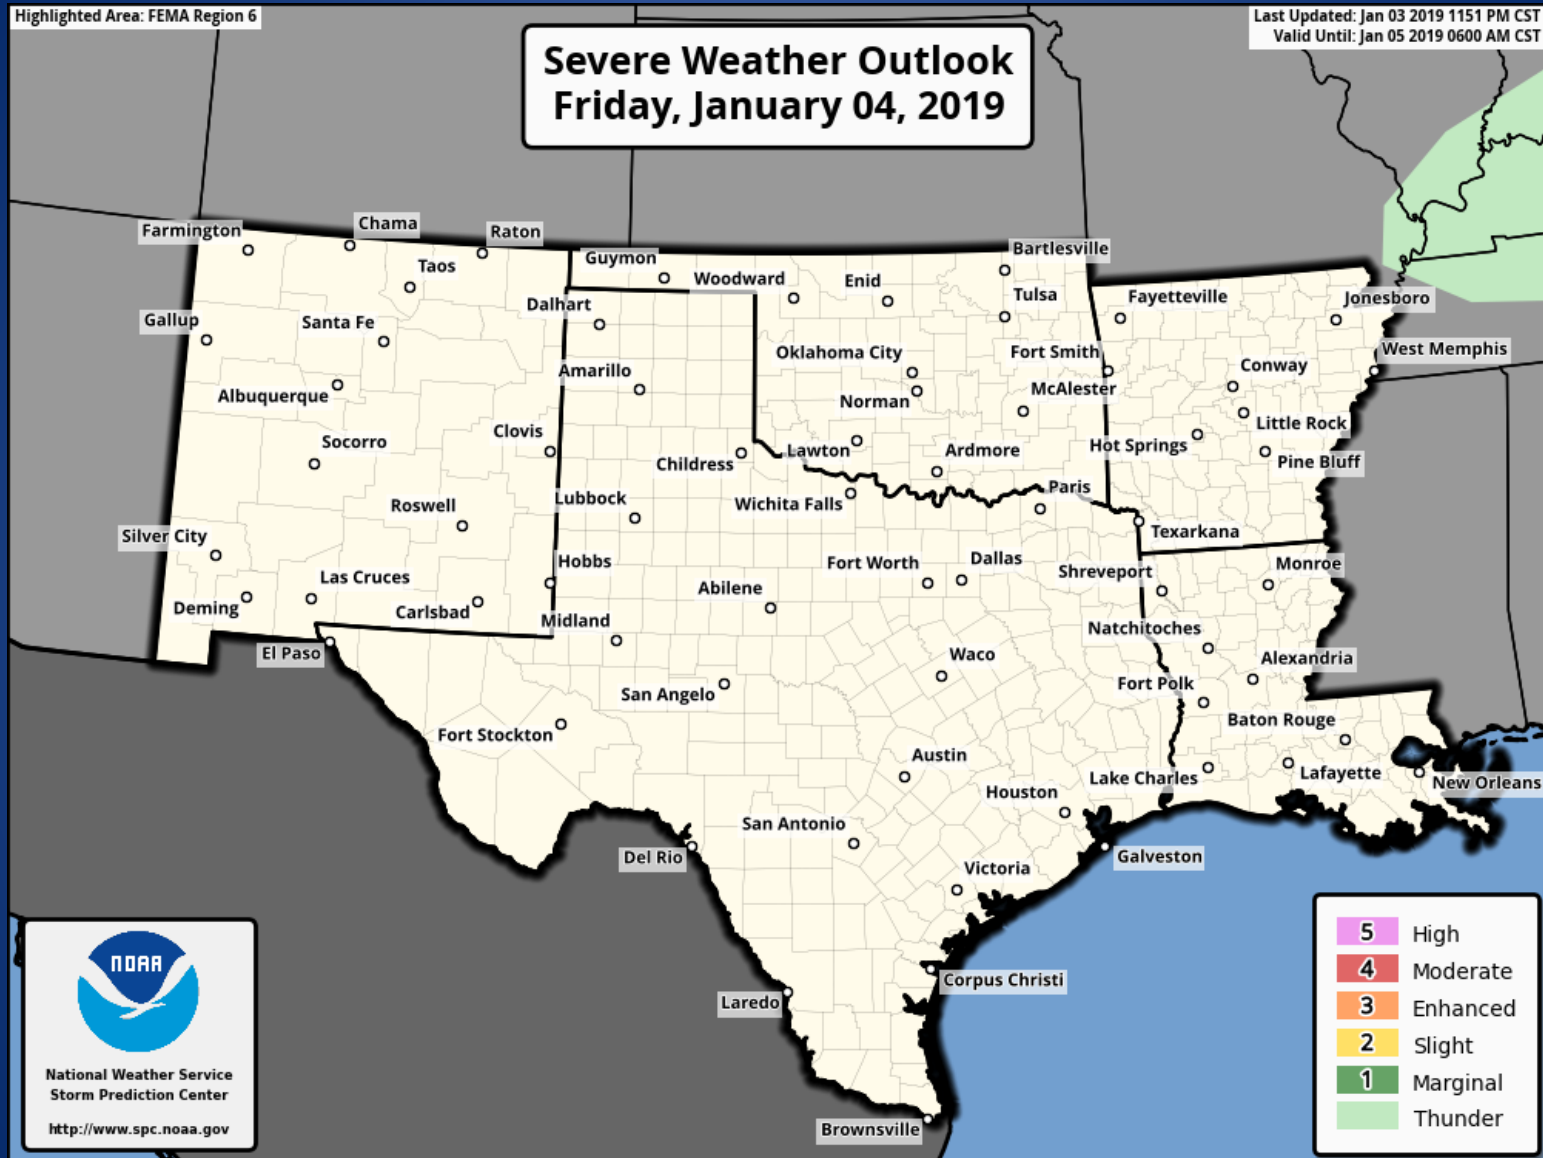 Highlighted Area: FEMA Region 6
Last Updated: Jan 03 2019 1151 PM CST
Valid Until: Jan 05 2019 0600 AM CST
Severe Weather Outlook
Friday, January 04, 2019
Farmington
Chama
Raton
Taos
Guymon
Woodward
Enid
Bartlesville
Tulsa
Dalhart
Fayetteville
Jonesboro
Gallup
Santa Fe
Oklahoma City
Fort Smith
West Memphis
Amarillo
Conway
Albuquerque
Norman
McAlester
Little Rock
Socorro
Clovis
Childress
Lawton
Ardmore
Hot Springs
Pine Bluff
Roswell
Lubbock
Wichita Falls
Paris
Silver City
Texarkana
Las Cruces
Hobbs
Fort Worth
Dallas
Shreveport
Monroe
Deming
Carlsbad
Midland
Abilene
Natchitoches
El Paso
Waco
Alexandria
San Angelo
Fort Polk
Fort Stockton
Baton Rouge
Austin
Lake Charles
Lafayette
New Orleans
Houston
San Antonio
Del Rio
Galveston
Victoria
Corpus Christi
Laredo
Brownsville
NOAA
National Weather Service
Storm Prediction Center
http://www.spc.noaa.gov
5 High
4 Moderate
3 Enhanced
2 Slight
1 Marginal
Thunder